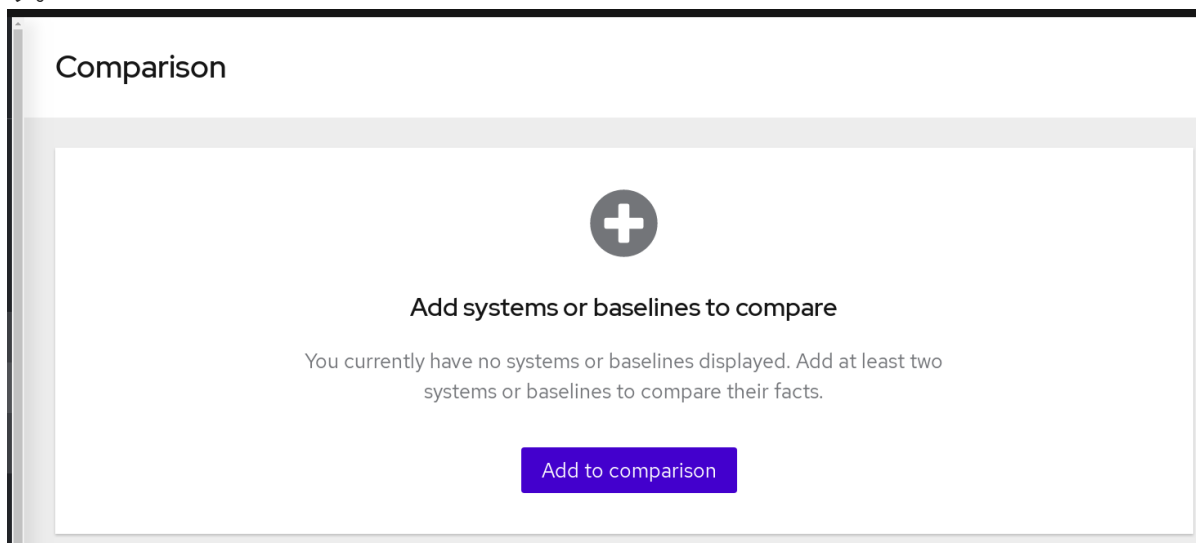 Comparison
Add systems or baselines to compare
You currently have no systems or baselines displayed. Add at least two
systems or baselines to compare their facts.
Add to comparison